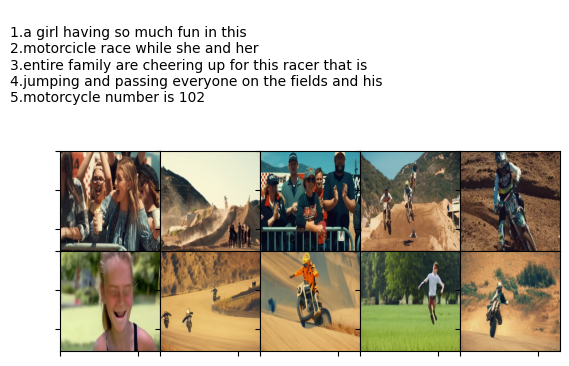 1.a girl having so much fun in this
2.motorcicle race while she and her
3.entire family are cheering up for this racer that is
4.jumping and passing everyone on the fields and his
5.motorcycle number is 102